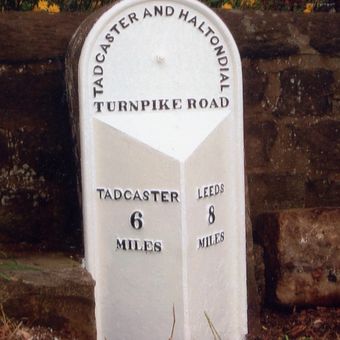 TADCASTER AND HALTONDIAL
TURNPIKE ROAD
TADCASTER
6
MILES
LEEDS
8
MILES